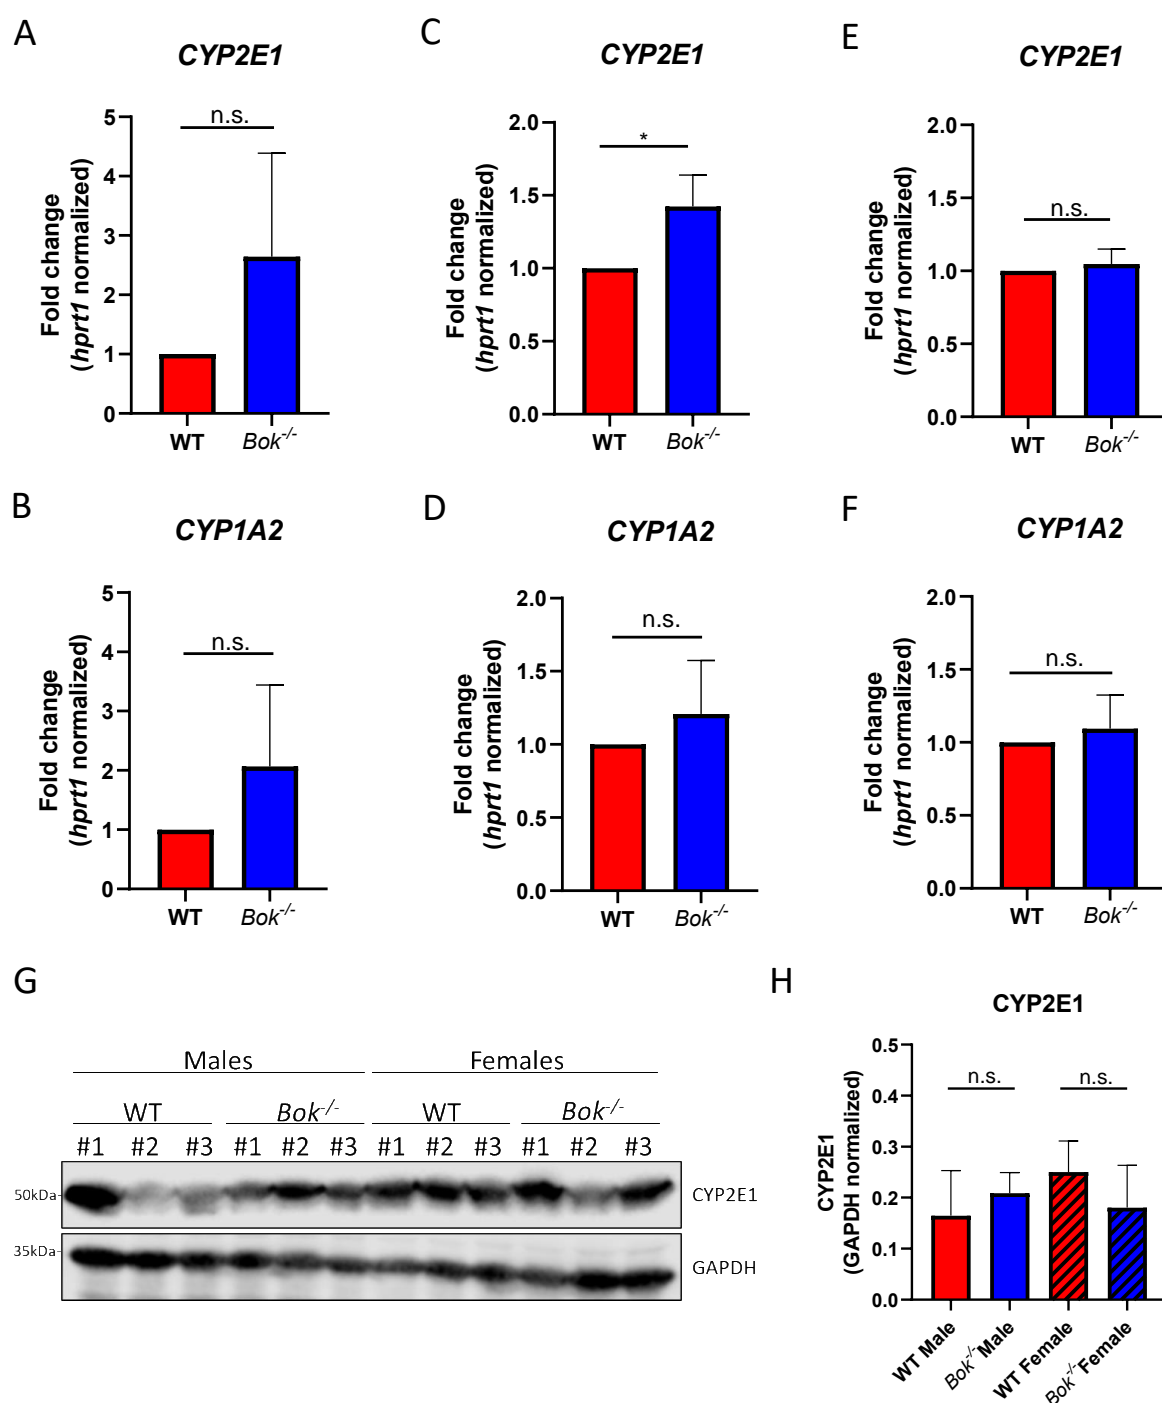 A
CYP2E1
n.s.
5
4
3
2
1
0
Fold change
(hprt1 normalized)
WT
Bok-/-
C
CYP2E1
*
2.0
1.5
1.0
0.5
0.0
Fold change
(hprt1 normalized)
WT
Bok-/-
E
CYP2E1
n.s.
2.0
1.5
1.0
0.5
0.0
Fold change
(hprt1 normalized)
WT
Bok-/-
B
CYP1A2
n.s.
5
4
3
2
1
0
Fold change
(hprt1 normalized)
WT
Bok-/-
D
CYP1A2
n.s.
2.0
1.5
1.0
0.5
0.0
Fold change
(hprt1 normalized)
WT
Bok-/-
F
CYP1A2
n.s.
2.0
1.5
1.0
0.5
0.0
Fold change
(hprt1 normalized)
WT
Bok-/-
G
Males Females
WT Bok-/- WT Bok-/-
#1 #2 #3 #1 #2 #3 #1 #2 #3 #1 #2 #3
50kDa- CYP2E1
35kDa- GAPDH
H
CYP2E1
n.s. n.s.
0.5
0.4
0.3
0.2
0.1
0.0
CYP2E1
(GAPDH normalized)
WT Male
Bok-/- Male
WT Female
Bok-/- Female